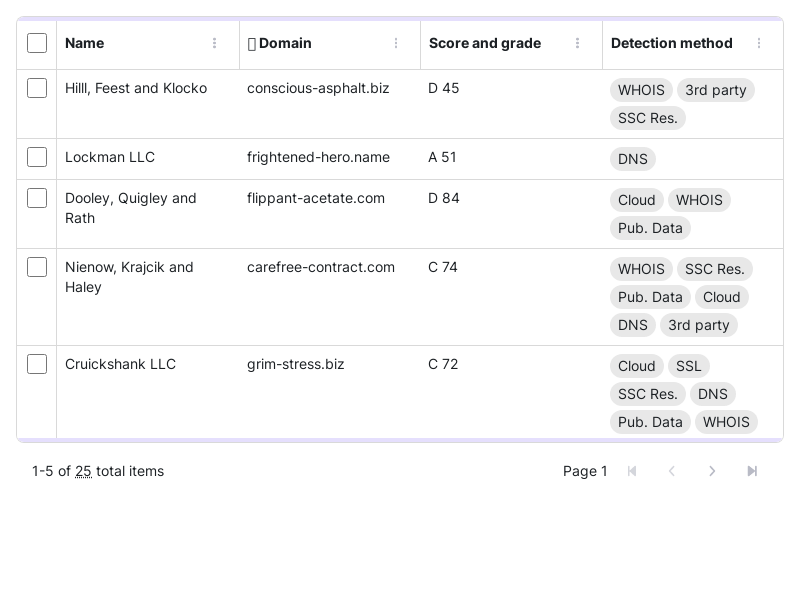 Name Domain Score and grade Detection method
Hilll, Feest and Klocko conscious-asphalt.biz D 45 WHOIS 3rd party
SSC Res.
Lockman LLC frightened-hero.name A 51 DNS
Dooley, Quigley and flippant-acetate.com D 84 Cloud WHOIS
Rath Pub. Data
Nienow, Krajcik and carefree-contract.com C 74 WHOIS SSC Res.
Haley Pub. Data Cloud
DNS 3rd party
Cruickshank LLC grim-stress.biz C 72 Cloud SSL
SSC Res. DNS
Pub. Data WHOIS
1-5 of 25 total items Page 1